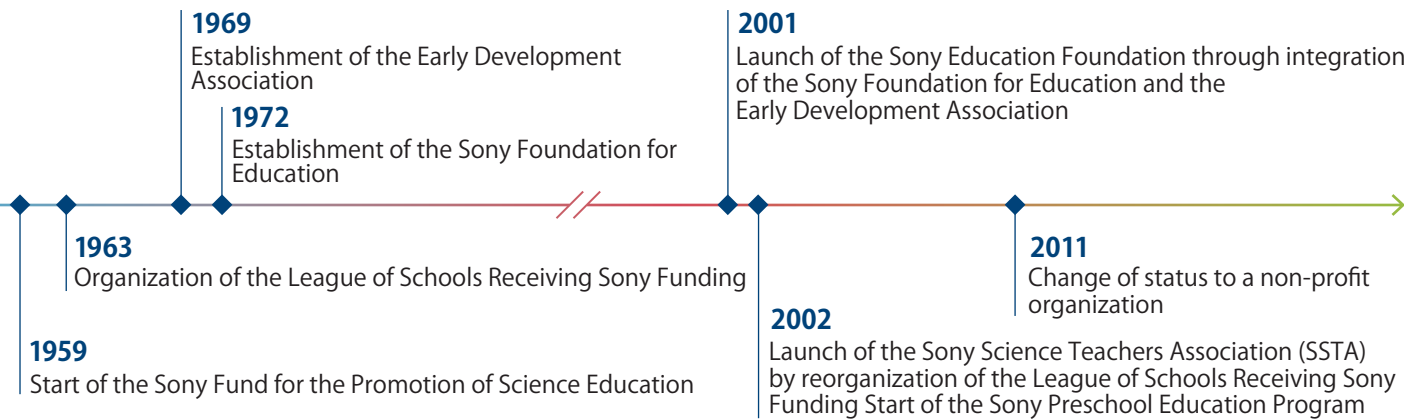 1969
Establishment of the Early Development
Association
1972
Establishment of the Sony Foundation for
Education
2001
Launch of the Sony Education Foundation through integration
of the Sony Foundation for Education and the
Early Development Association
1963
Organization of the League of Schools Receiving Sony Funding
1959
Start of the Sony Fund for the Promotion of Science Education
2011
Change of status to a non-profit
organization
2002
Launch of the Sony Science Teachers Association (SSTA)
by reorganization of the League of Schools Receiving Sony
Funding Start of the Sony Preschool Education Program